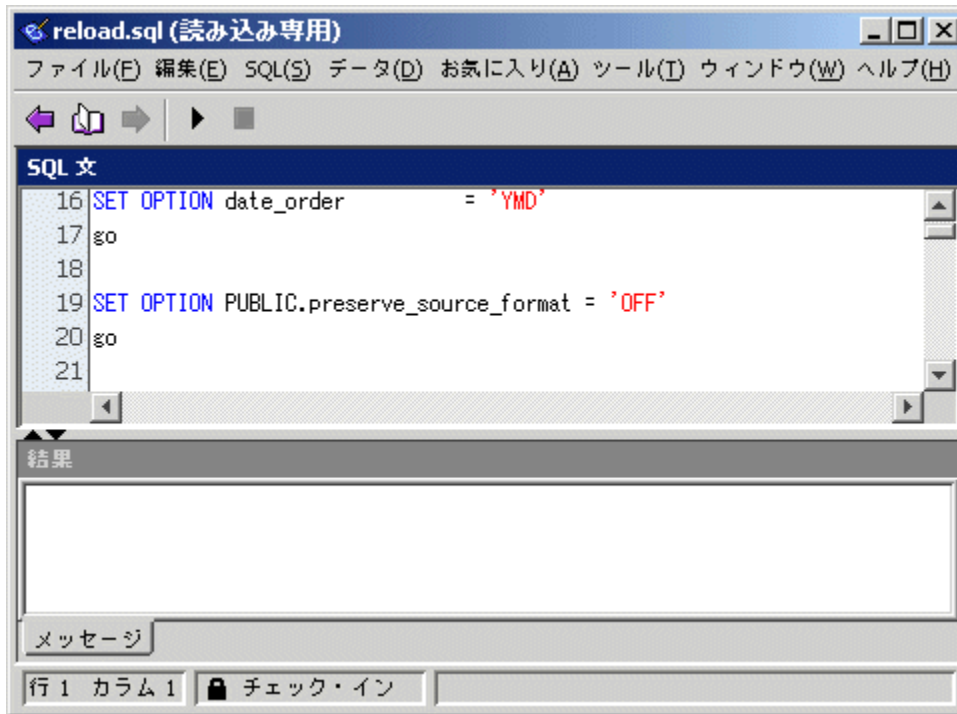 reload.sql (読み込み専用)
ファイル(F) 編集(E) SQL(S) データ(D) お気に入り(A) ツール(T) ウィンドウ(W) ヘルプ(H)
SQL 文
16 SET OPTION date_order = 'YMD'
17 go
18
19 SET OPTION PUBLIC.preserve_source_format = 'OFF'
20 go
21
結果
メッセージ
行 1 カラム 1 チェック・イン